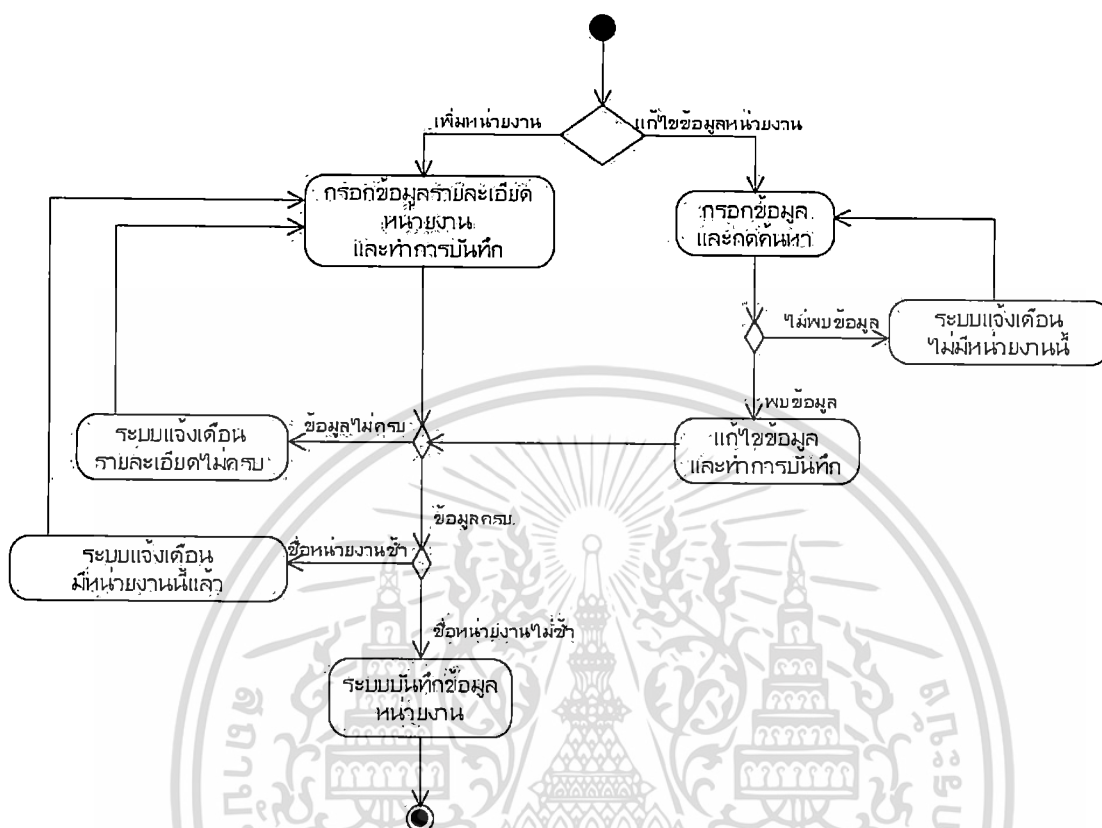 เพิ่มหน่วยงาน
แก้ไขข้อมูลหน่วยงาน
กรอกข้อมูลรายละเอียด
หน่วยงาน
และทำการบันทึก
กรอกข้อมูล
และกดค้นหา
ไม่พบข้อมูล
ระบบแจ้งเตือน
ไม่มีหน่วยงานนี้
พบข้อมูล
แก้ไขข้อมูล
และทำการบันทึก
ข้อมูลไม่ครบ
ระบบแจ้งเตือน
รายละเอียดไม่ครบ
ข้อมูลครบ
ชื่อหน่วยงานซ้ำ
ระบบแจ้งเตือน
มีหน่วยงานนี้แล้ว
ชื่อหน่วยงานไม่ซ้ำ
ระบบบันทึกข้อมูล
หน่วยงาน